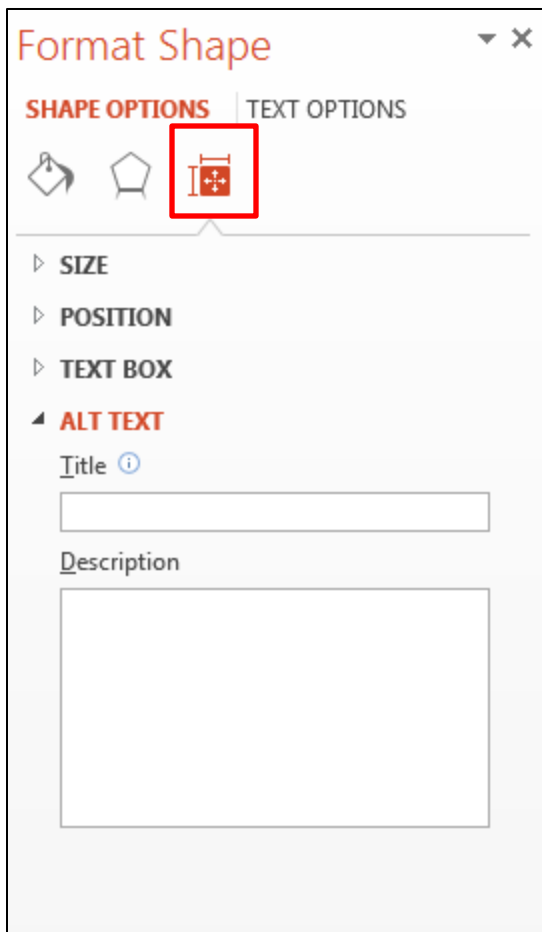 Format Shape
SHAPE OPTIONS TEXT OPTIONS
SIZE
POSITION
TEXT BOX
ALT TEXT
Title
Description